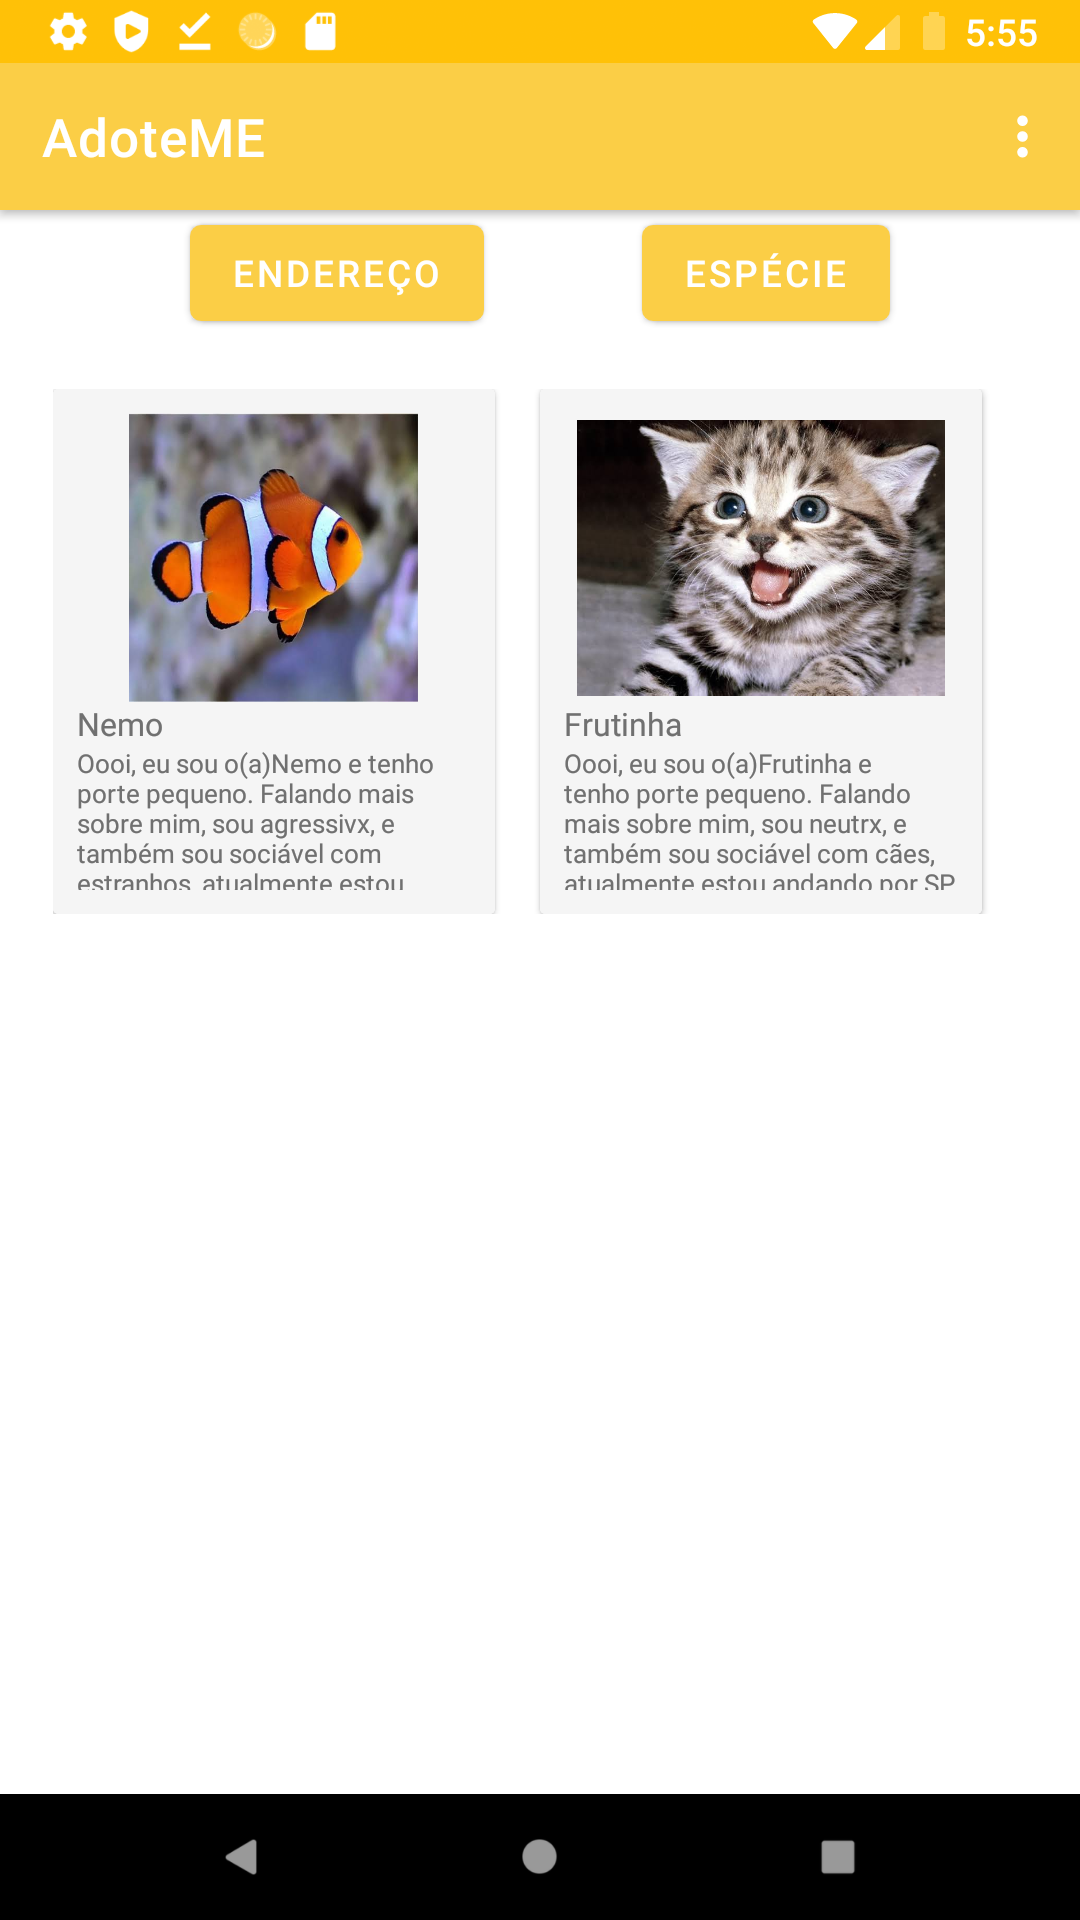 5:55
AdoteME
ENDEREÇO
ESPÉCIE
Nemo
Oooi, eu sou o(a)Nemo e tenho
porte pequeno. Falando mais
sobre mim, sou agressivx, e
também sou sociável com
estranhos, atualmente estou
Frutinha
Oooi, eu sou o(a)Frutinha e
tenho porte pequeno. Falando
mais sobre mim, sou neutrx, e
também sou sociável com cães,
atualmente estou andando por SP